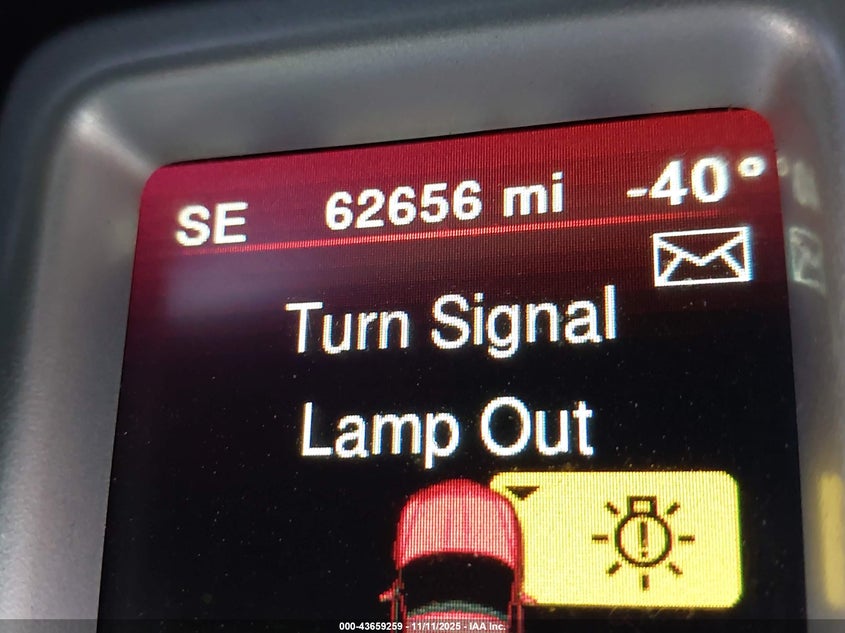 SE 62656 mi -40°
Turn Signal
Lamp Out
000-43659259 - 11/11/2025 - IAA Inc.